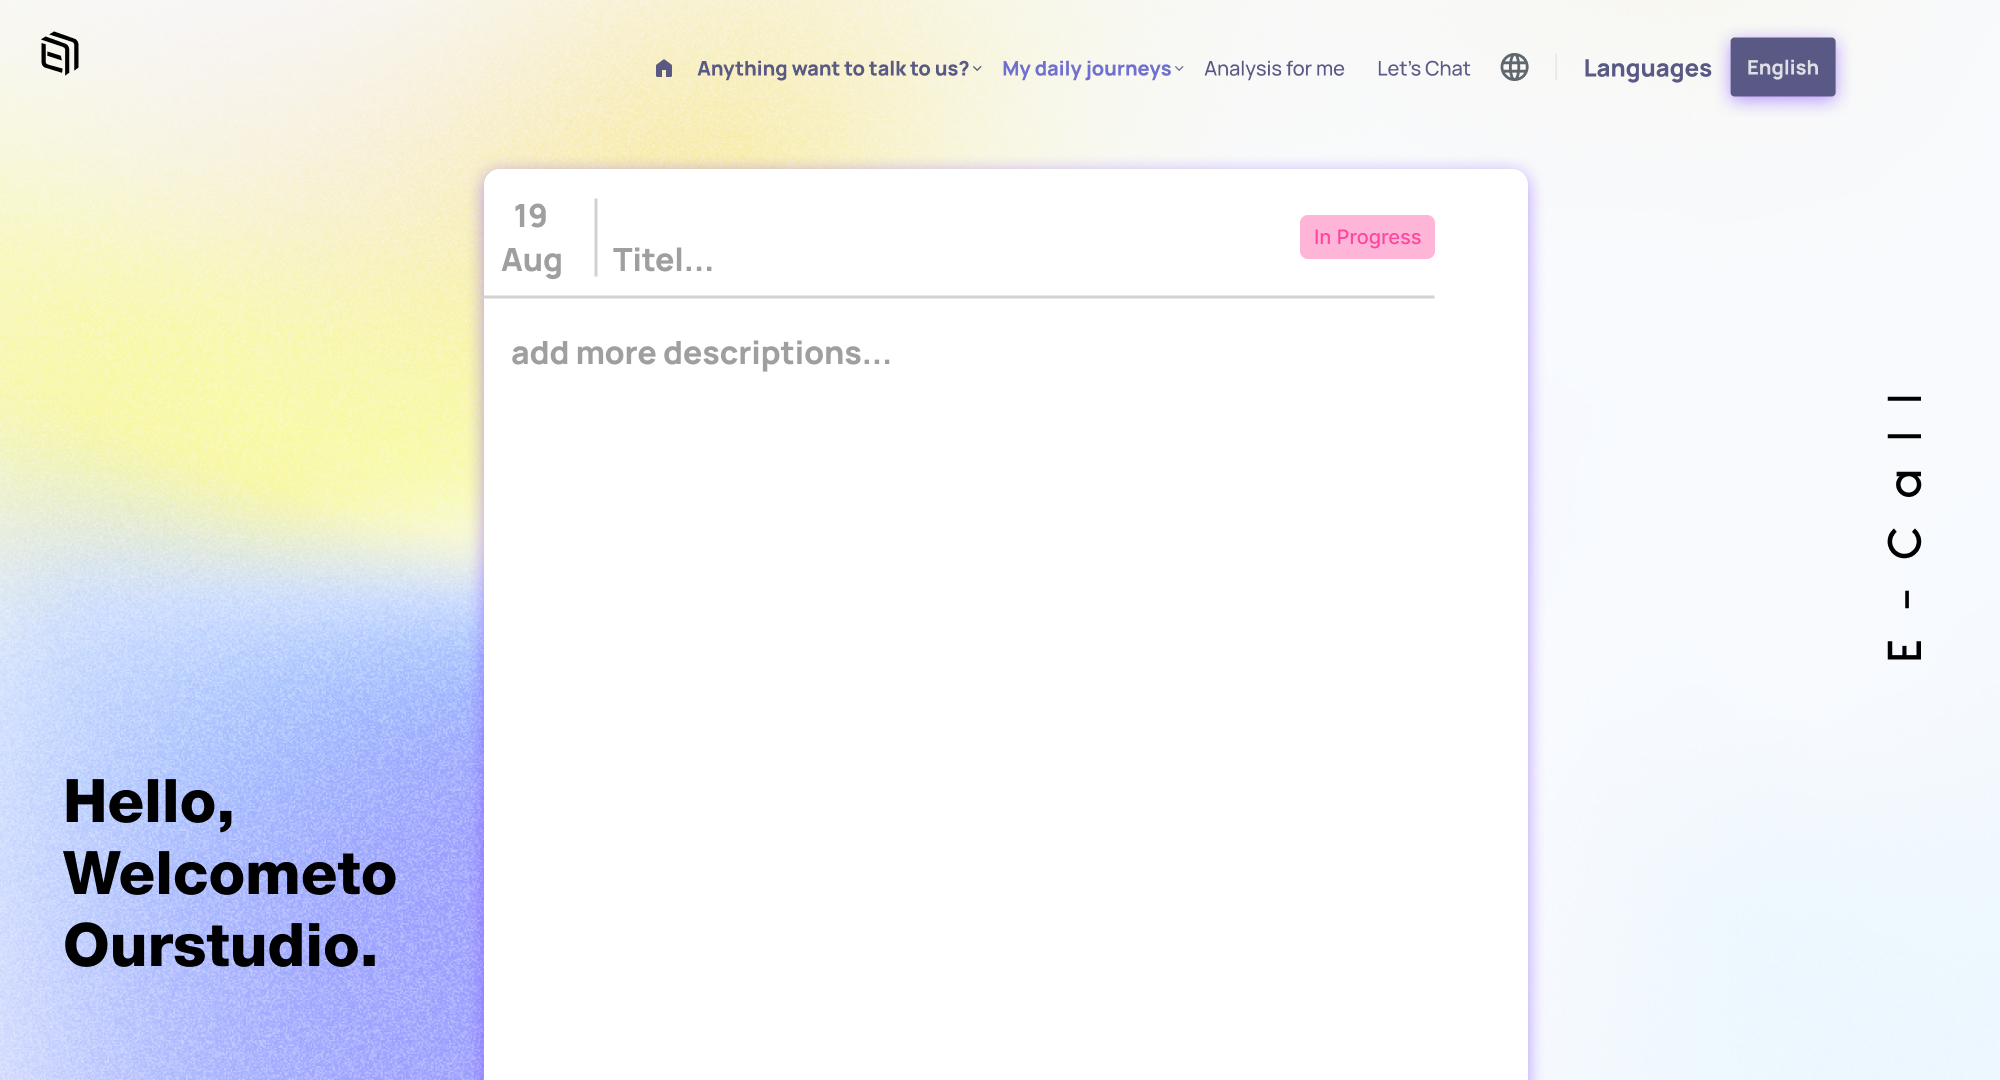 Anything want to talk to us?
My daily journeys
Analysis for me
Let's Chat
Languages
English
19
Aug
Titel...
In Progress
add more descriptions...
E-Call
Hello,
Welcometo
Ourstudio.